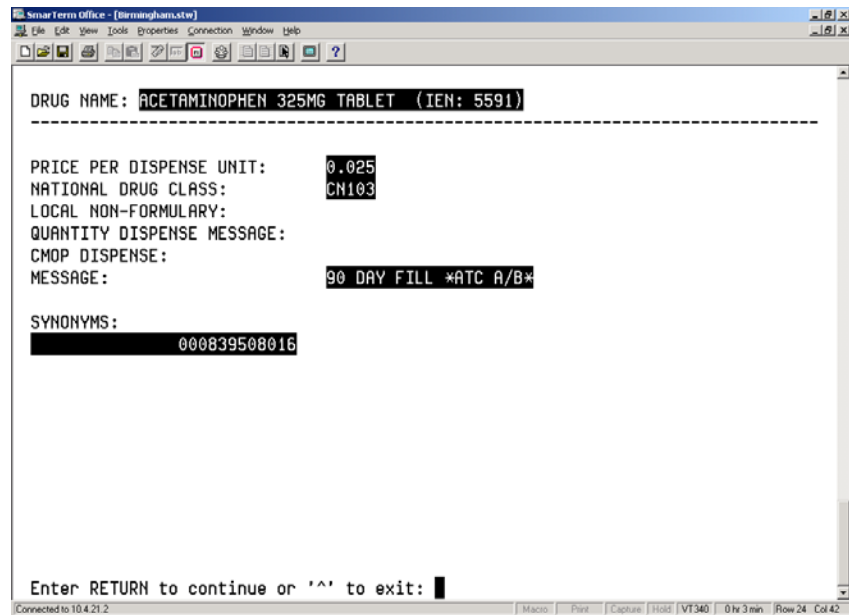 SmarTerm Office - [Birmingham.stw]
File Edit View Tools Properties Connection Window Help
DRUG NAME: ACETAMINOPHEN 325MG TABLET (IEN: 5591)
--------------------------------------------------------------------------------
PRICE PER DISPENSE UNIT: 0.025
NATIONAL DRUG CLASS: CN103
LOCAL NON-FORMULARY:
QUANTITY DISPENSE MESSAGE:
CMOP DISPENSE:
MESSAGE: 90 DAY FILL *ATC A/B*
SYNONYMS:
000839508016
Enter RETURN to continue or '^' to exit:
Connected to 10.4.21.2 Macro Print Capture Hold VT340 0 hr 3 min Row 24 Col 42